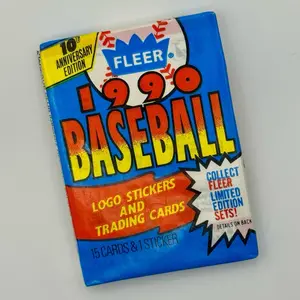 10th
ANNIVERSARY
EDITION
FLEER
1990
BASEBALL
LOGO STICKERS
AND
TRADING CARDS
COLLECT
FLEER
LIMITED
EDITION
SETS!
DETAILS ON BACK
15 CARDS & 1 STICKER